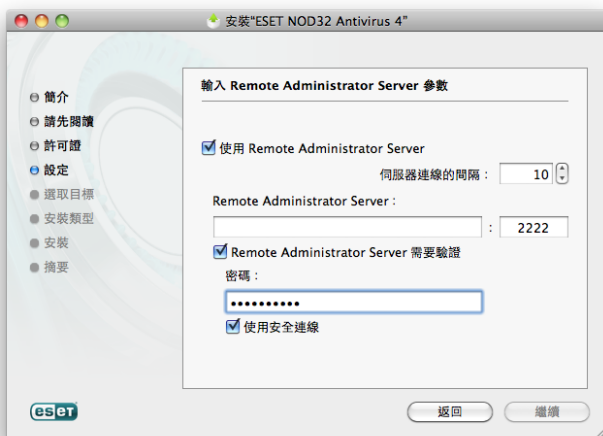 安裝“ESET NOD32 Antivirus 4”
輸入 Remote Administrator Server 參數
簡介
請先閱讀
許可證
設定
選取目標
安裝類型
安裝
摘要
使用 Remote Administrator Server
伺服器連線的間隔： 10
Remote Administrator Server：
: 2222
Remote Administrator Server 需要驗證
密碼：
••••••••••
使用安全連線
eset
返回
繼續